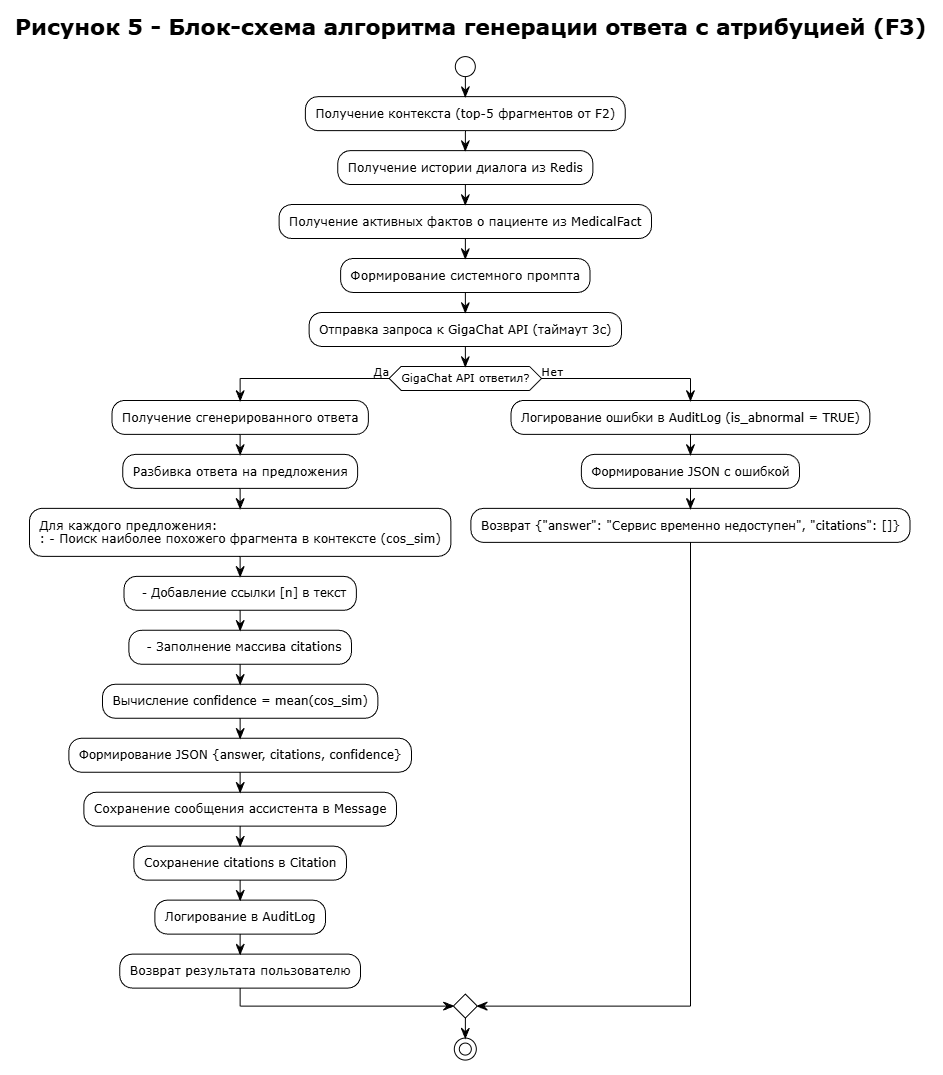 Рисунок 5 - Блок-схема алгоритма генерации ответа с атрибуцией (F3)
Получение контекста (top-5 фрагментов от F2)
Получение истории диалога из Redis
Получение активных фактов о пациенте из MedicalFact
Формирование системного промпта
Отправка запроса к GigaChat API (таймаут 3с)
GigaChat API ответил?
Да
Получение сгенерированного ответа
Разбивка ответа на предложения
Для каждого предложения:
: - Поиск наиболее похожего фрагмента в контексте (cos_sim)
- Добавление ссылки [n] в текст
- Заполнение массива citations
Вычисление confidence = mean(cos_sim)
Формирование JSON {answer, citations, confidence}
Сохранение сообщения ассистента в Message
Сохранение citations в Citation
Логирование в AuditLog
Возврат результата пользователю
Нет
Логирование ошибки в AuditLog (is_abnormal = TRUE)
Формирование JSON с ошибкой
Возврат {"answer": "Сервис временно недоступен", "citations": []}